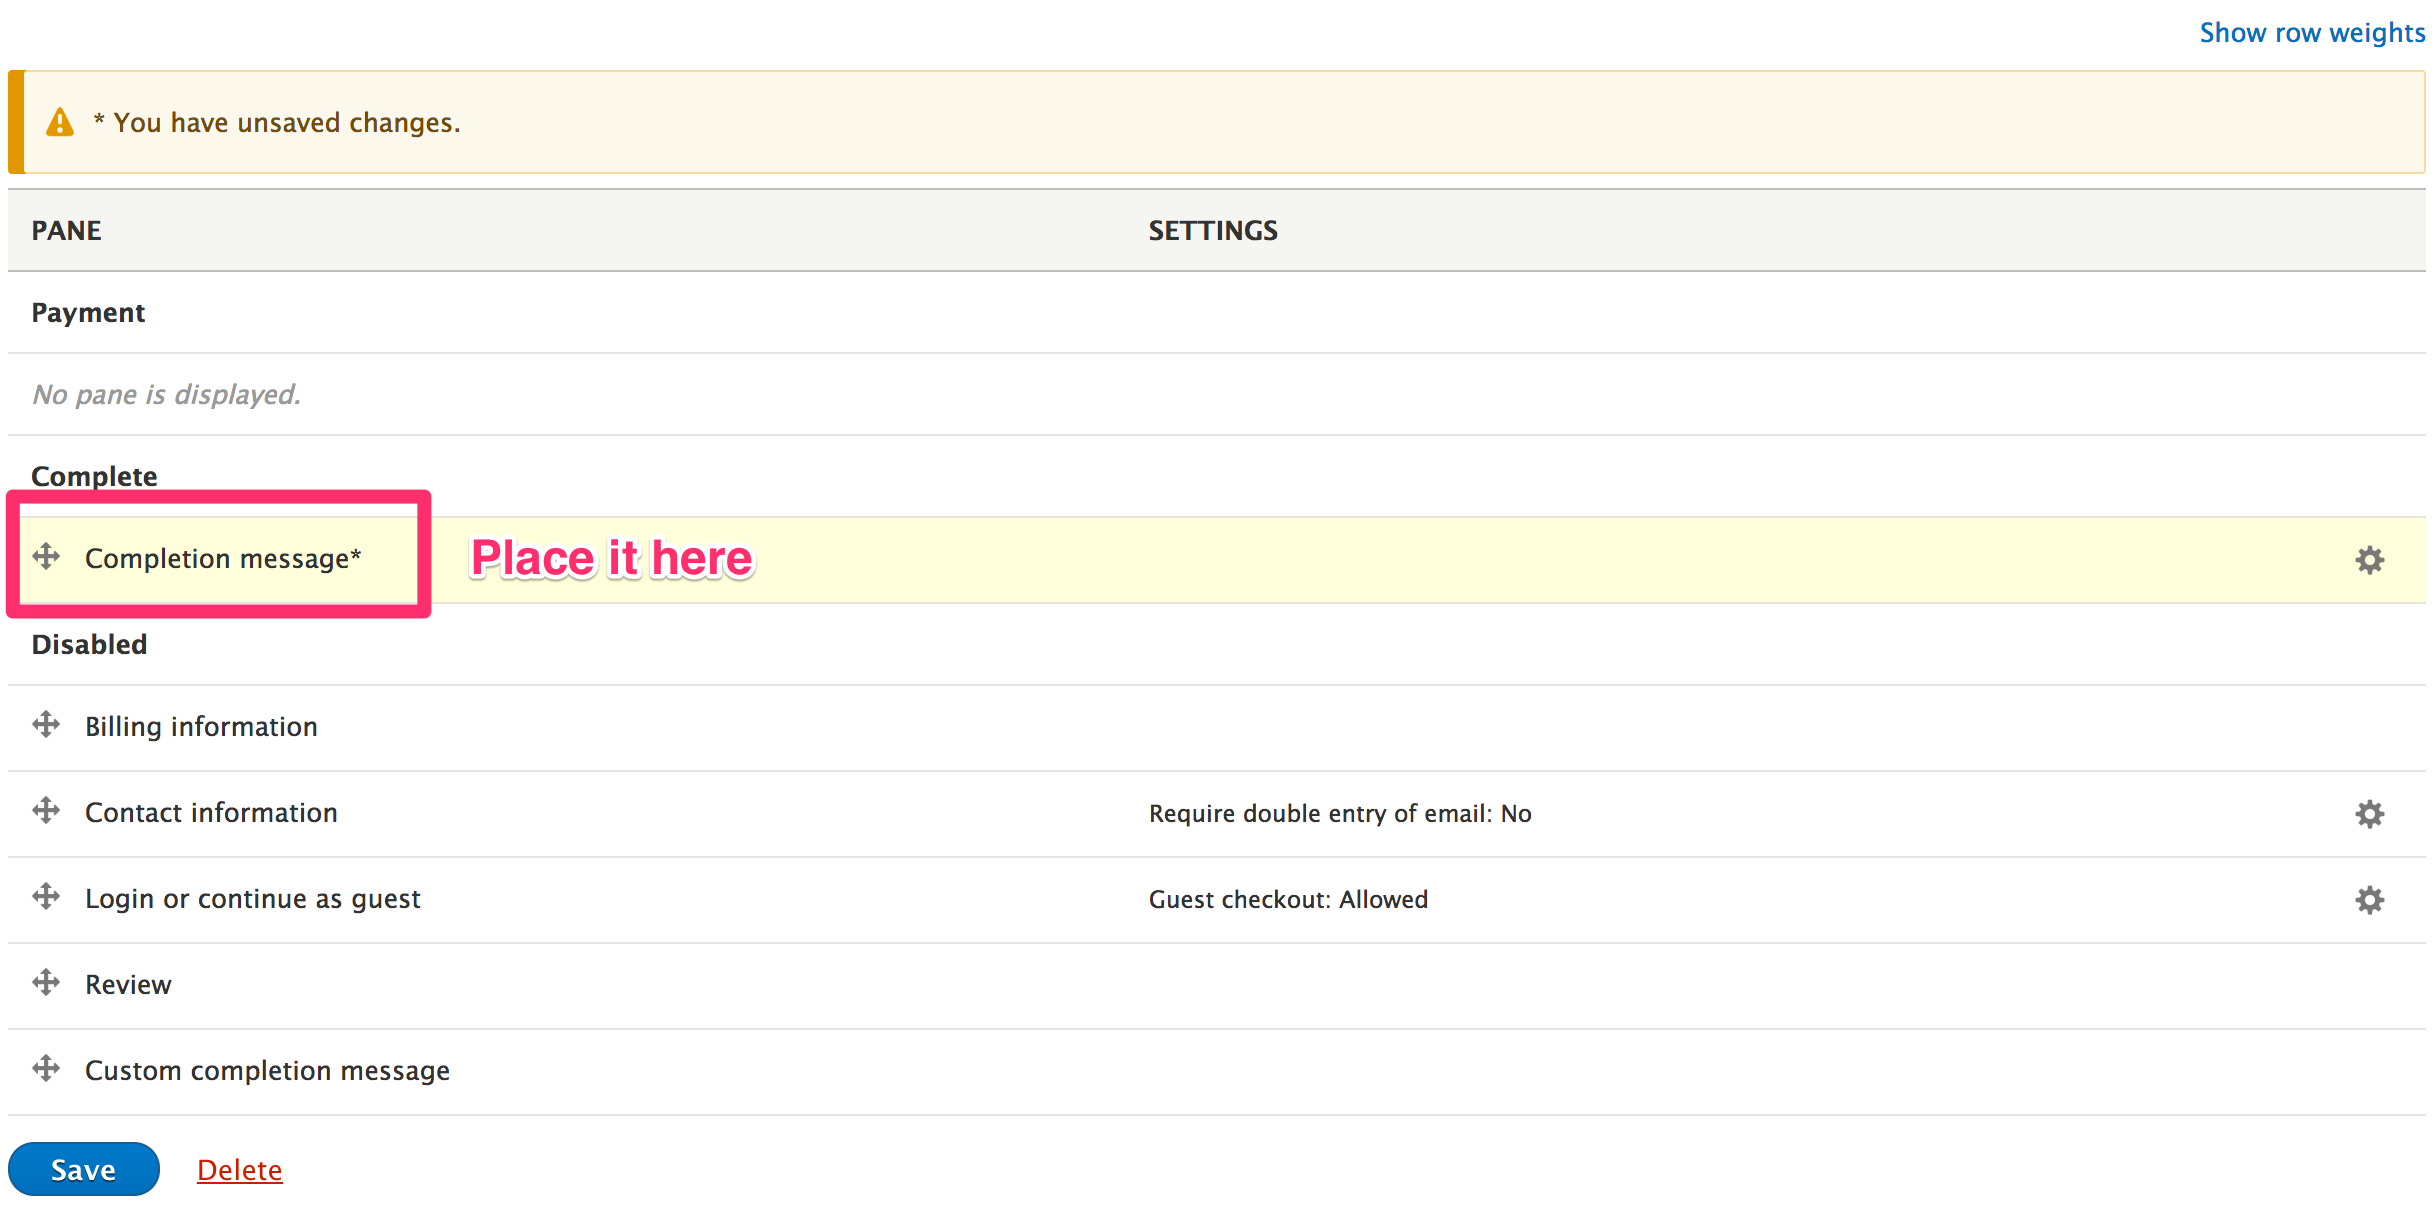 Show row weights
* You have unsaved changes.
PANE SETTINGS
Payment
No pane is displayed.
Complete
Completion message* Place it here
Disabled
Billing information
Contact information Require double entry of email: No
Login or continue as guest Guest checkout: Allowed
Review
Custom completion message
Save Delete